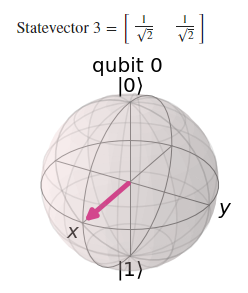 Statevector 3 = [ 1/√2 1/√2 ]
qubit 0
|0⟩
y
x
|1⟩